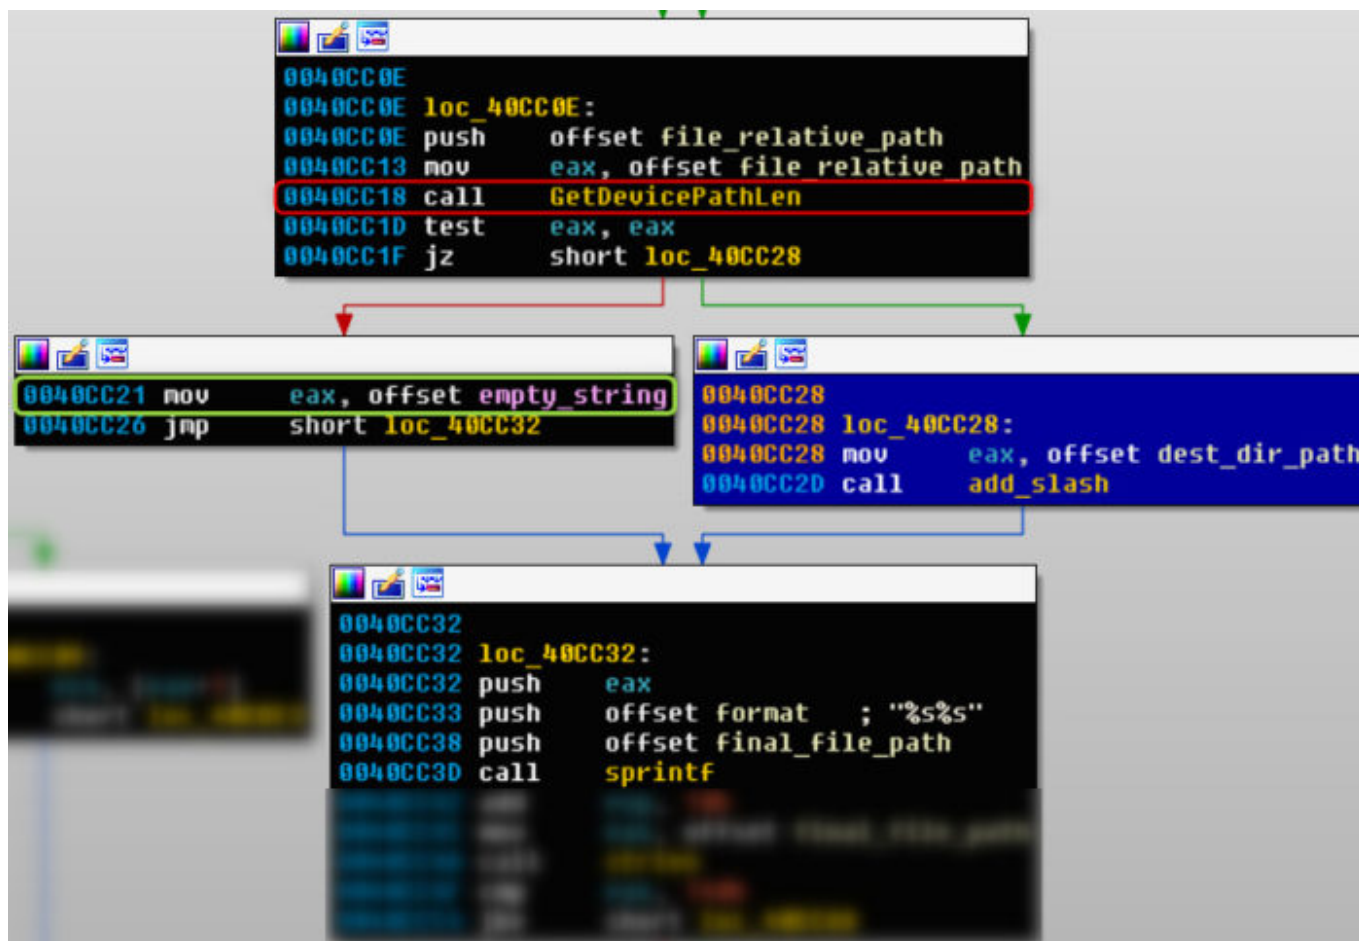 0040CC0E
0040CC0E loc_40CC0E:
0040CC0E push offset file_relative_path
0040CC13 mov eax, offset file_relative_path
0040CC18 call GetDevicePathLen
0040CC1D test eax, eax
0040CC1F jz short loc_40CC28
0040CC21 mov eax, offset empty_string
0040CC26 jmp short loc_40CC32
0040CC28
0040CC28 loc_40CC28:
0040CC28 mov eax, offset dest_dir_path
0040CC2D call add_slash
0040CC32
0040CC32 loc_40CC32:
0040CC32 push eax
0040CC33 push offset format ; "%s%s"
0040CC38 push offset final_file_path
0040CC3D call sprintf